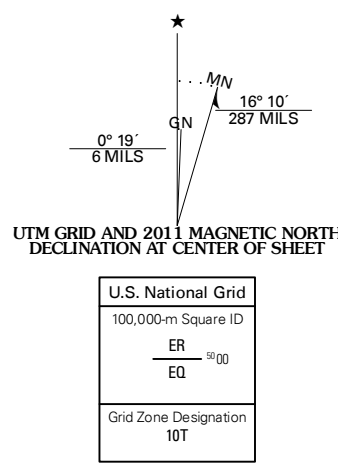 ★
MN
GN
16° 10´
287 MILS
0° 19´
6 MILS
UTM GRID AND 2011 MAGNETIC NORTH
DECLINATION AT CENTER OF SHEET
U.S. National Grid
100,000-m Square ID
ER
5000
EQ
Grid Zone Designation
10T